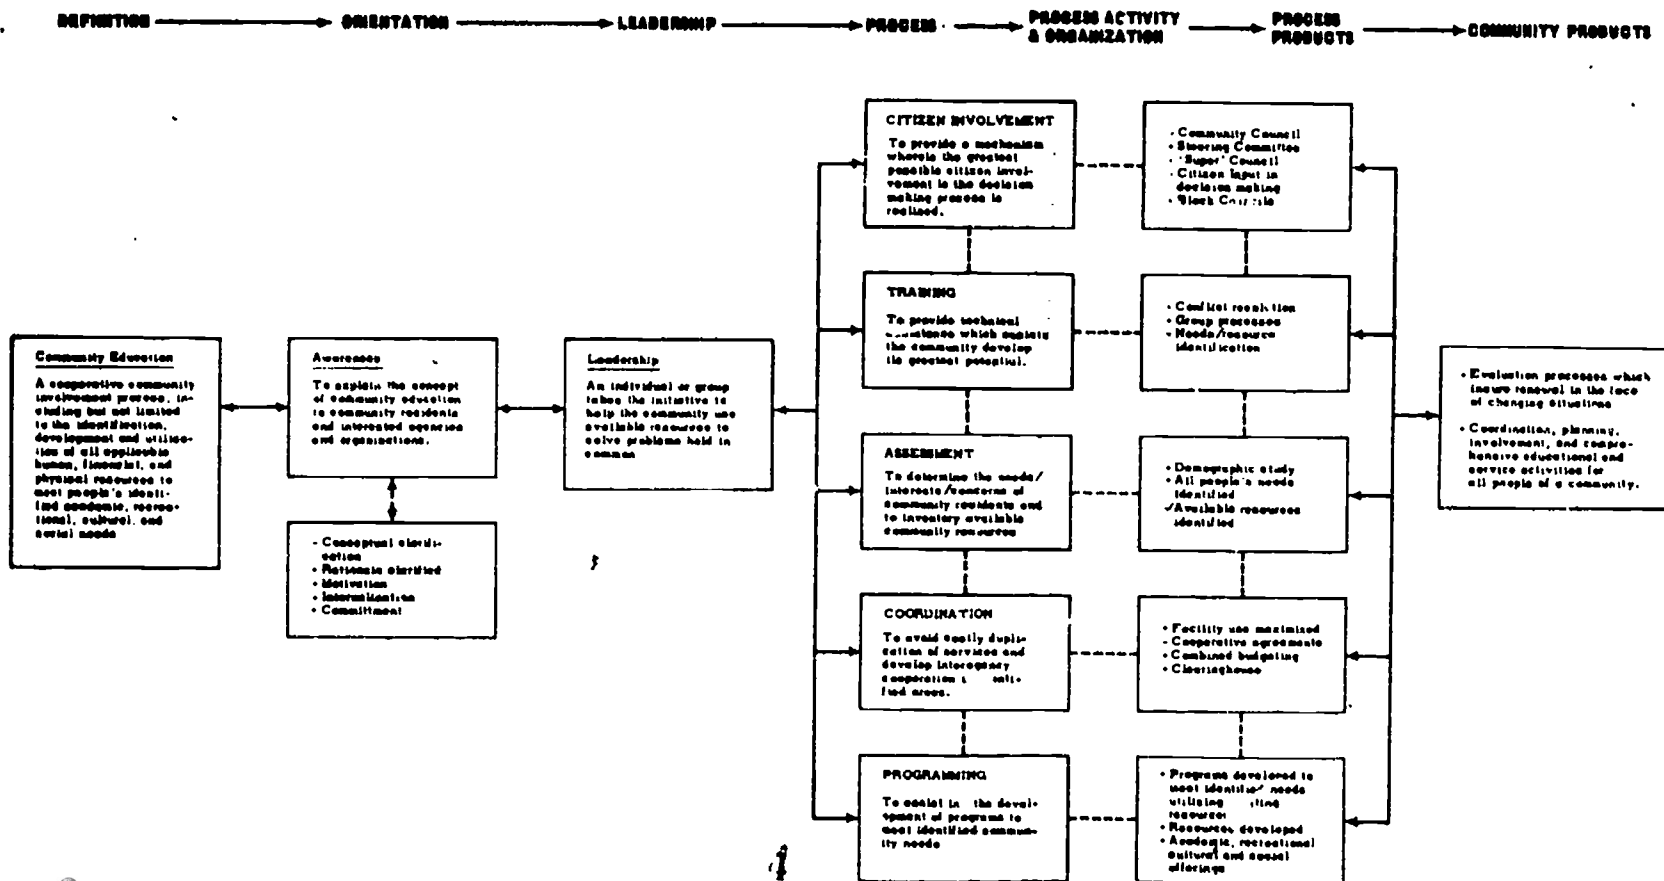 DEFINITION
ORIENTATION
LEADERSHIP
PROCESS
PROCESS ACTIVITY
& ORGANIZATION
PROCESS
PRODUCTS
COMMUNITY PRODUCTS
Community Education
A cooperative community
involvement process, in-
cluding but not limited
to the identification,
development and utiliza-
tion of all applicable
human, financial, and
physical resources to
meet people's identi-
fied academic, recrea-
tional, cultural, and
social needs
Awareness
To explain the concept
of community education
to community residents
and interested agencies
and organizations.
- Conceptual clarifi-
cation
• Rationale clarified
• Motivation
• Internalization
• Committment
Leadership
An individual or group
takes the initiative to
help the community use
available resources to
solve problems held in
common
CITIZEN INVOLVEMENT
To provide a mechanism
wherein the greatest
possible citizen invol-
vement in the decision
making process is
realized.
TRAINING
To provide technical
assistance which assists
the community develop
its greatest potential.
ASSESSMENT
To determine the needs/
interests/concerns of
community residents and
to inventory available
community resources
COORDINATION
To avoid costly dupli-
cation of services and
develop interagency
cooperation
fied areas.
PROGRAMMING
To assist in the devel-
opment of programs to
meet identified commun-
ity needs
- Community Council
• Steering Committee
- 'Super' Council
- Citizen Input in
decision making
• Block Councils
• Conflict resolution
• Group processes
• Needs/resource
identification
• Demographic study
• All people's needs
identified
✓Available resources
identified
• Facility use maximized
- Cooperative agreements
• Combined budgeting
• Clearinghouse
• Programs developed to
meet identified needs
utilizing
resources
• Resources developed
• Academic, recreational
cultural and social
offerings
• Evaluation processes which
insure renewal in the face
of changing situations
• Coordination, planning,
involvement, and compre-
hensive educational and
service activities for
all people of a community.